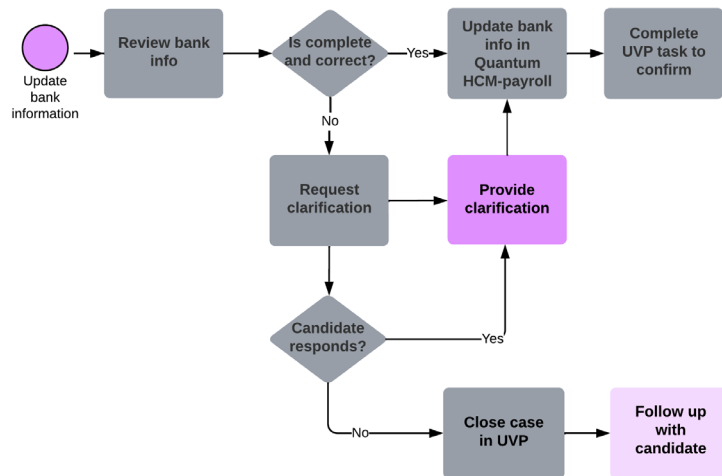 Update
bank
information
Review bank
info
Is complete
and correct?
Yes
Update bank
info in
Quantum
HCM-payroll
Complete
UVP task to
confirm
No
Request
clarification
Provide
clarification
Candidate
responds?
Yes
No
Close case
in UVP
Follow up
with
candidate